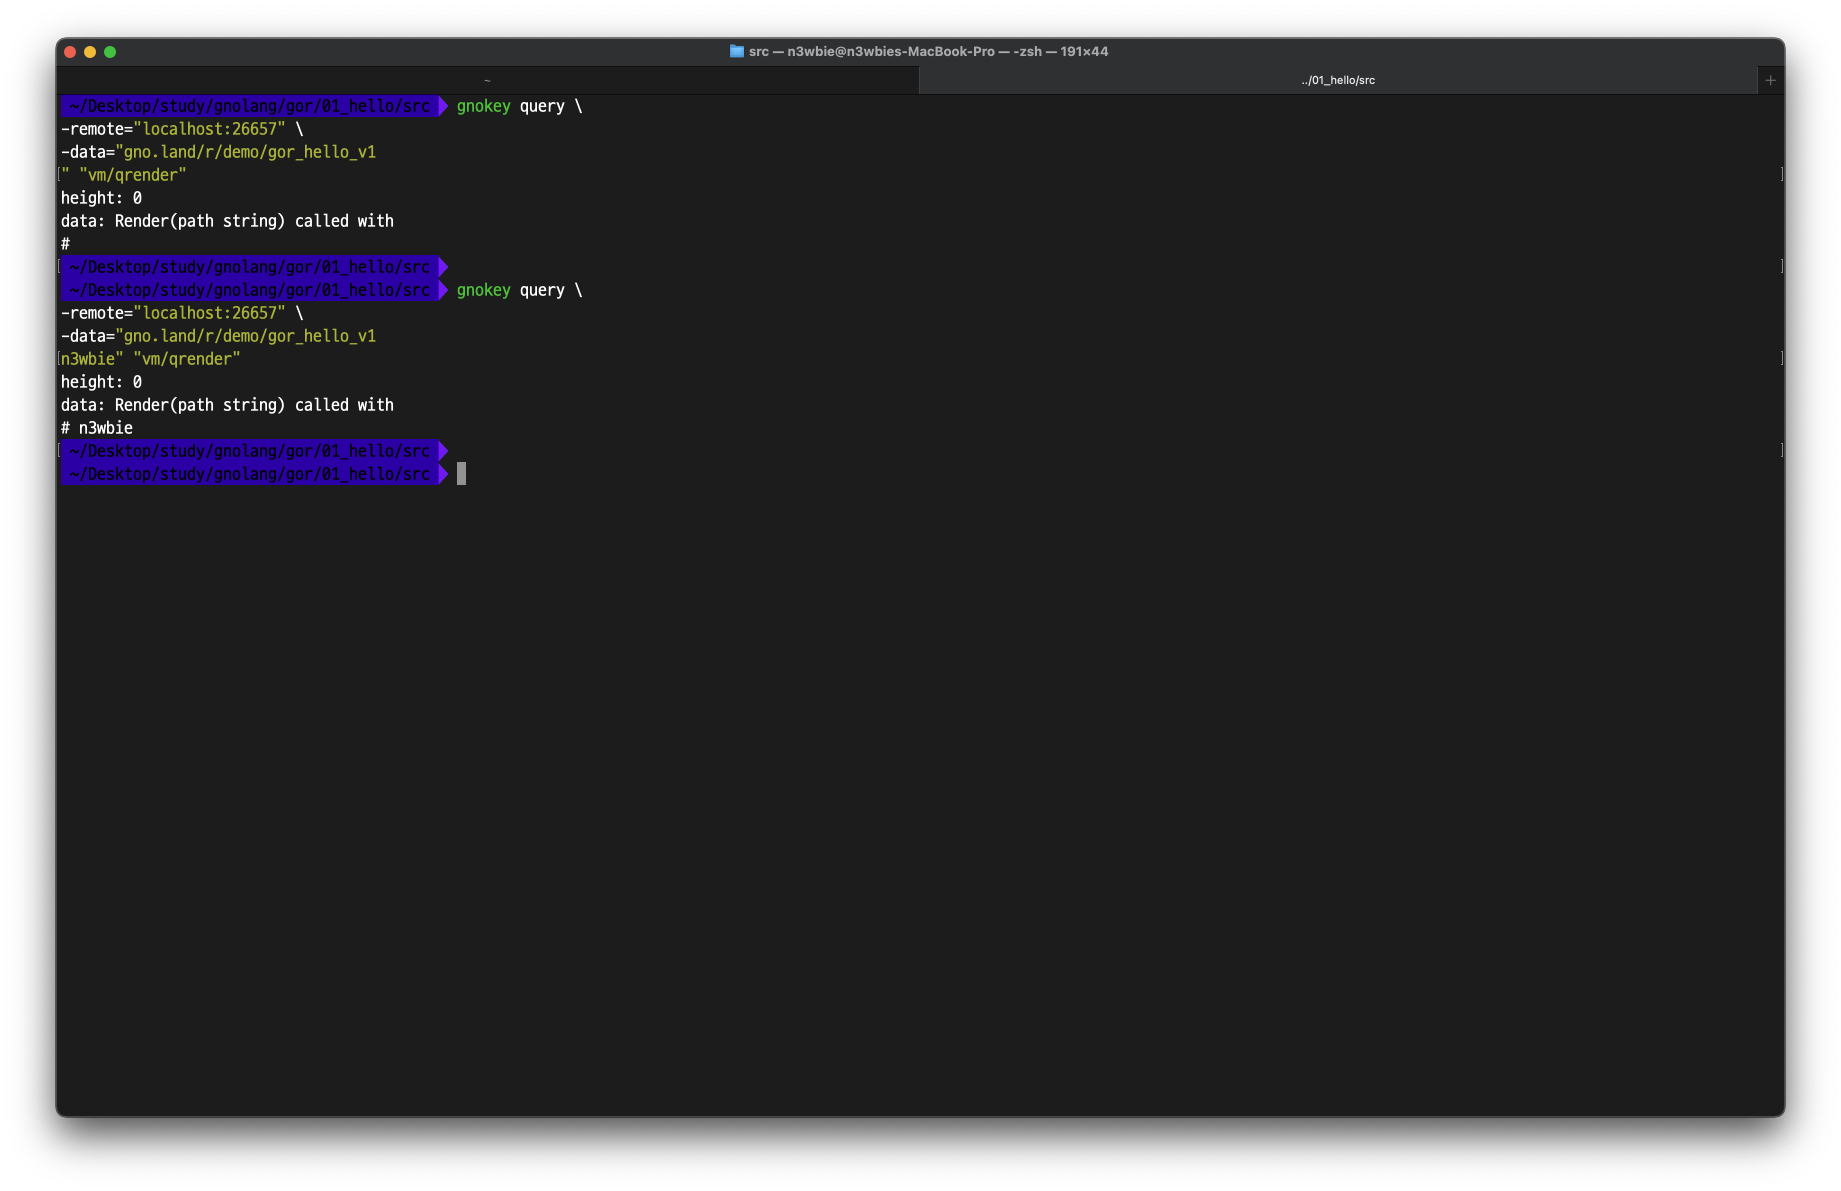 src — n3wbie@n3wbies-MacBook-Pro — -zsh — 191×44
~ ../01_hello/src +
~/Desktop/study/gnolang/gor/01_hello/src gnokey query \
-remote="localhost:26657" \
-data="gno.land/r/demo/gor_hello_v1
" "vm/qrender"
height: 0
data: Render(path string) called with
#
~/Desktop/study/gnolang/gor/01_hello/src
~/Desktop/study/gnolang/gor/01_hello/src gnokey query \
-remote="localhost:26657" \
-data="gno.land/r/demo/gor_hello_v1
n3wbie" "vm/qrender"
height: 0
data: Render(path string) called with
# n3wbie
~/Desktop/study/gnolang/gor/01_hello/src
~/Desktop/study/gnolang/gor/01_hello/src